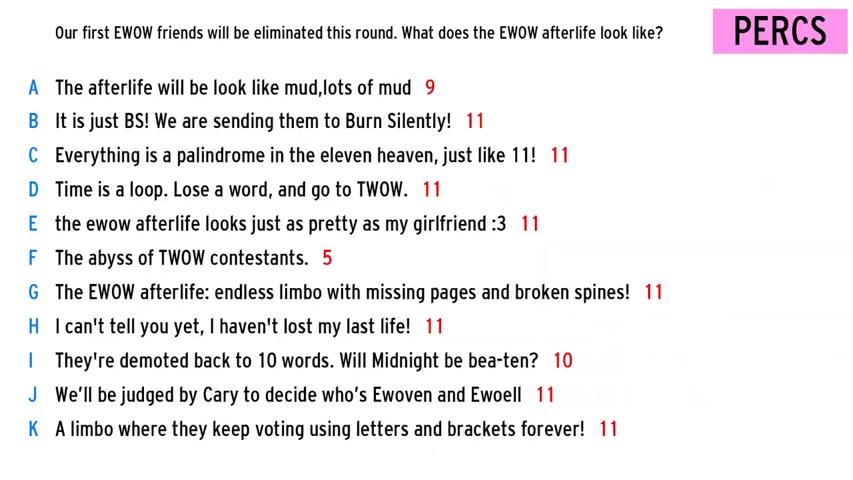 Our first EWOW friends will be eliminated this round. What does the EWOW afterlife look like?
PERCS
A The afterlife will be look like mud,lots of mud 9
B It is just BS! We are sending them to Burn Silently! 11
C Everything is a palindrome in the eleven heaven, just like 11! 11
D Time is a loop. Lose a word, and go to TWOW. 11
E the ewow afterlife looks just as pretty as my girlfriend :3 11
F The abyss of TWOW contestants. 5
G The EWOW afterlife: endless limbo with missing pages and broken spines! 11
H I can't tell you yet, I haven't lost my last life! 11
I They're demoted back to 10 words. Will Midnight be bea-ten? 10
J We'll be judged by Cary to decide who's Ewoven and Ewoell 11
K A limbo where they keep voting using letters and brackets forever! 11